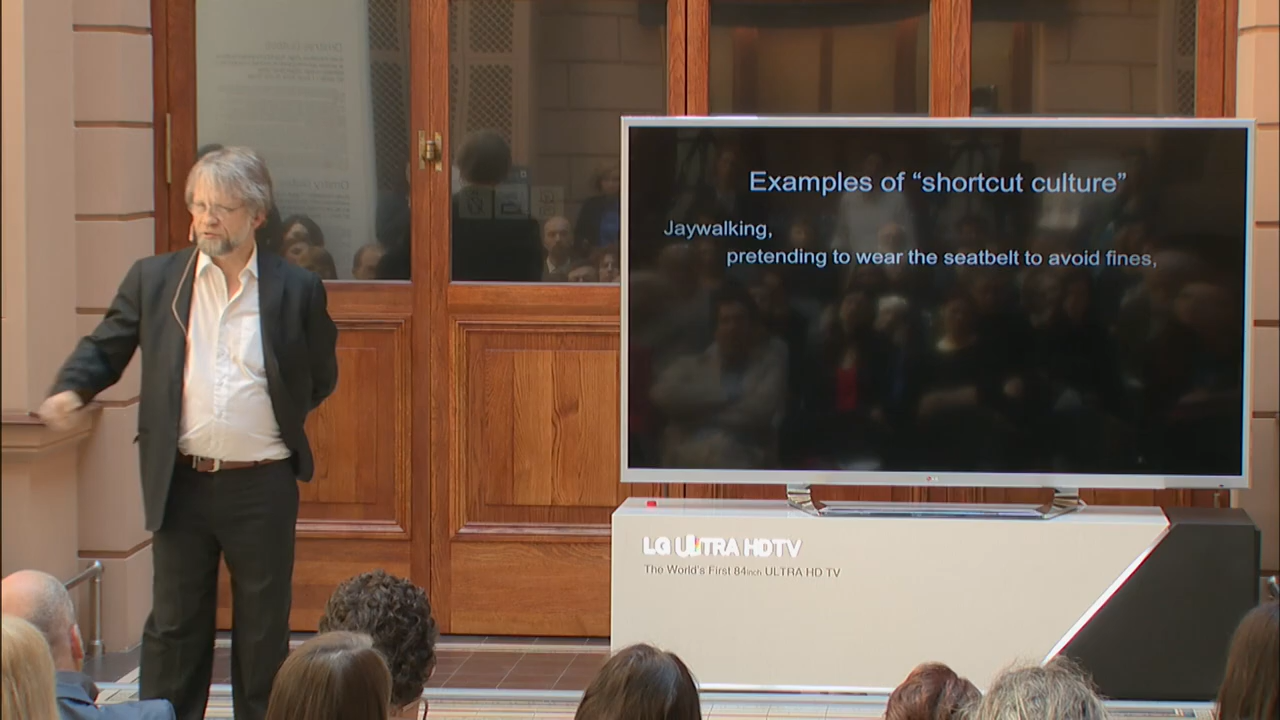 Examples of “shortcut culture”
Jaywalking,
pretending to wear the seatbelt to avoid fines,
LG ULTRA HDTV
The World's First 84inch ULTRA HD TV